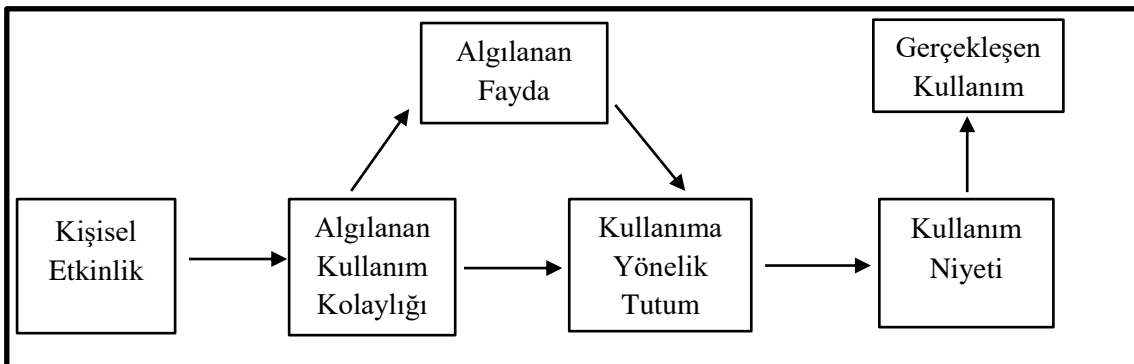 Algılanan
Fayda
Gerçekleşen
Kullanım
Kişisel
Etkinlik
Algılanan
Kullanım
Kolaylığı
Kullanıma
Yönelik
Tutum
Kullanım
Niyeti